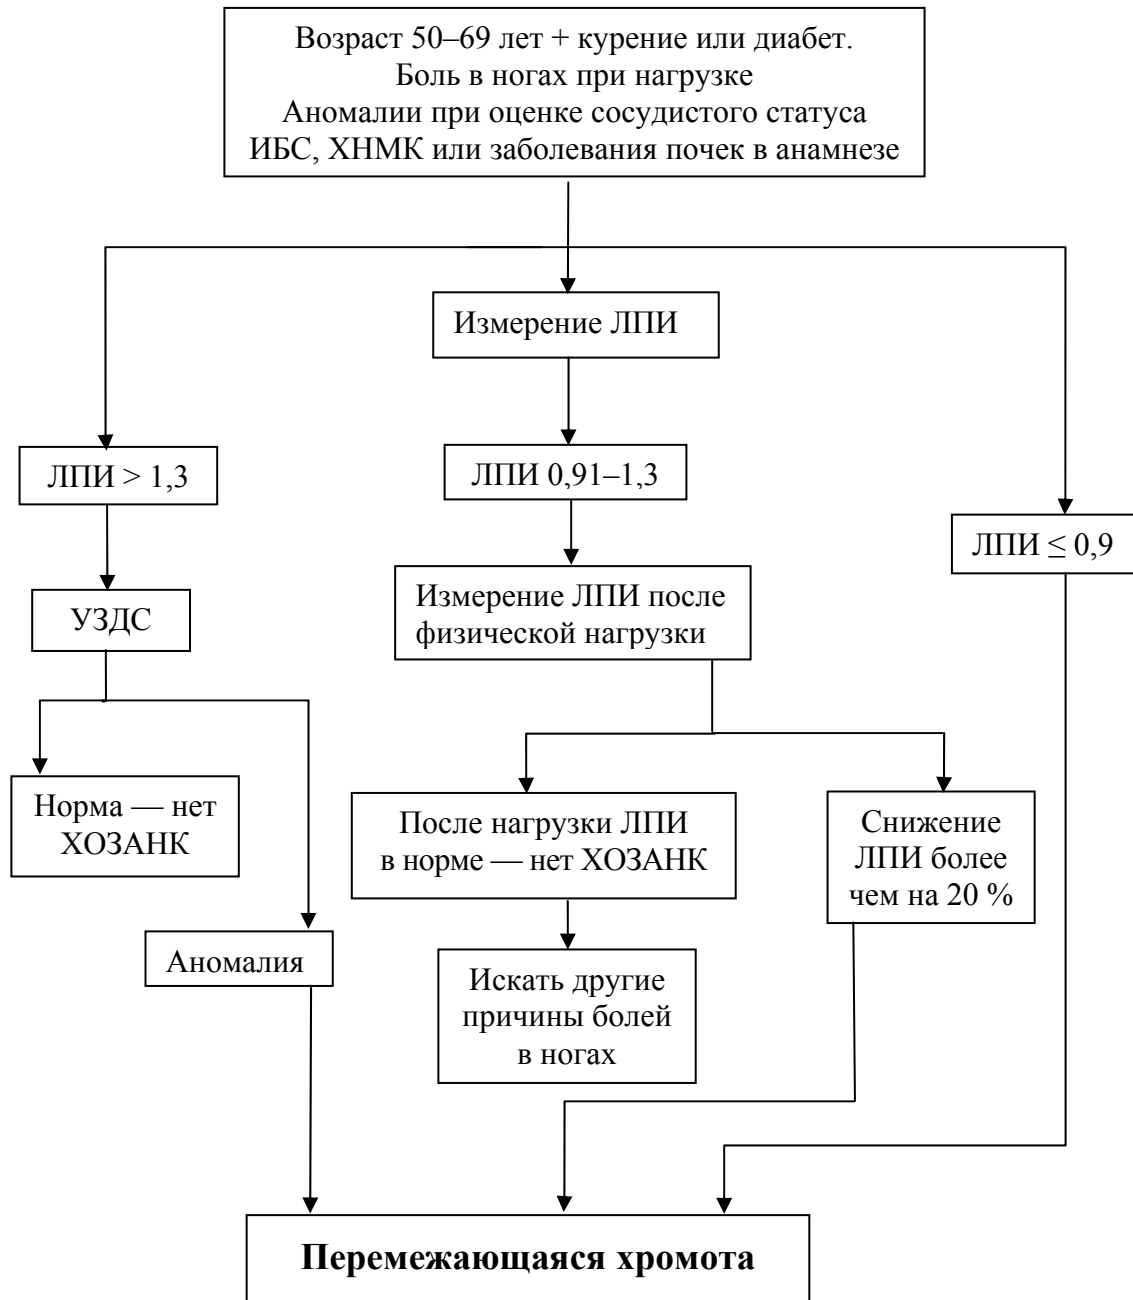 Возраст 50–69 лет + курение или диабет.
Боль в ногах при нагрузке
Аномалии при оценке сосудистого статуса
ИБС, ХНМК или заболевания почек в анамнезе
Измерение ЛПИ
ЛПИ > 1,3
ЛПИ 0,91–1,3
ЛПИ ≤ 0,9
УЗДС
Измерение ЛПИ после
физической нагрузки
Норма — нет
ХОЗАНК
После нагрузки ЛПИ
в норме — нет ХОЗАНК
Снижение
ЛПИ более
чем на 20 %
Аномалия
Искать другие
причины болей
в ногах
Перемежающаяся хромота